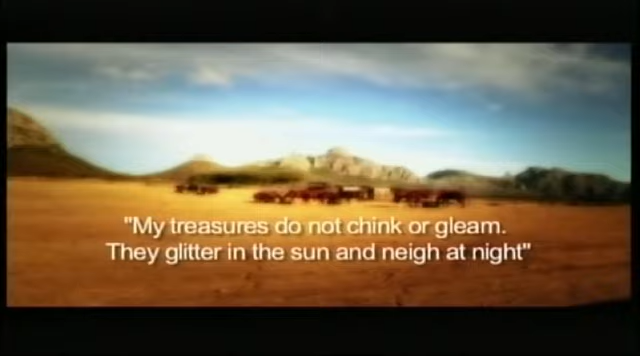 "My treasures do not chink or gleam.
They glitter in the sun and neigh at night"